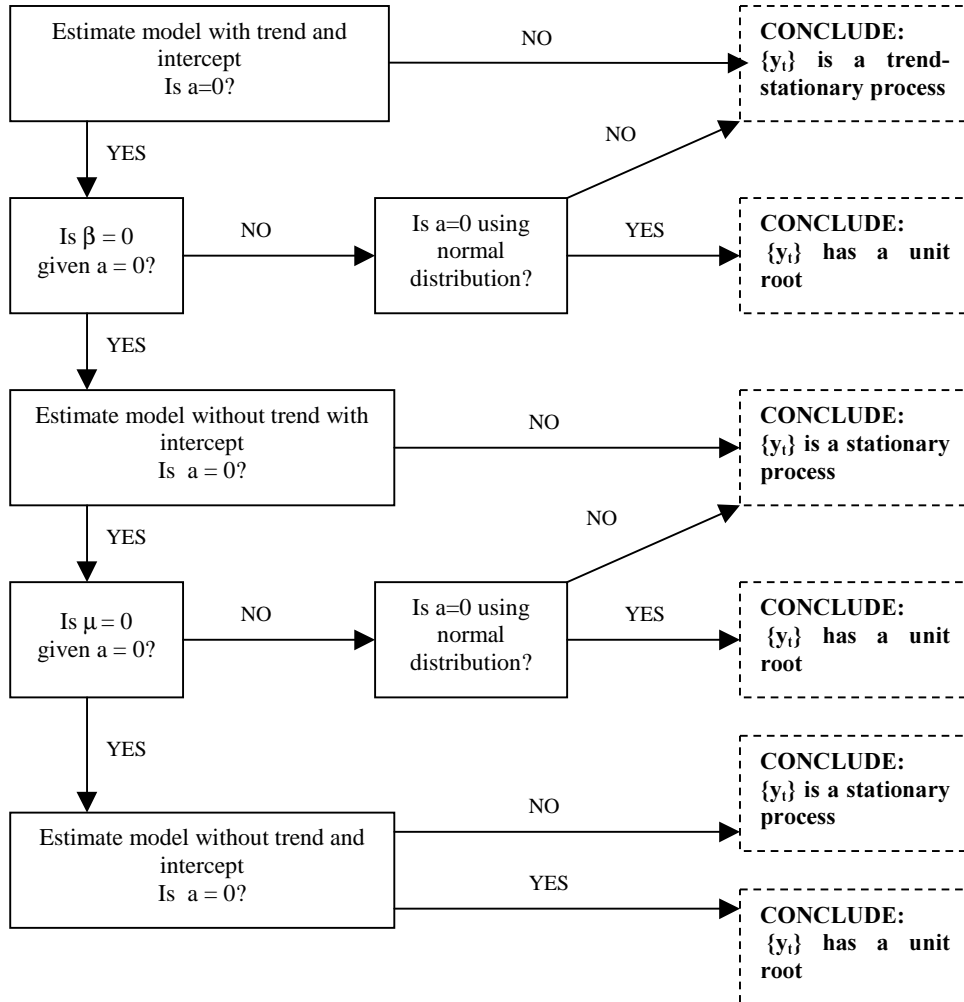 Estimate model with trend and
intercept
Is a=0?
NO
CONCLUDE:
{yₜ} is a trend-
stationary process
YES
NO
Is β = 0
given a = 0?
NO
Is a=0 using
normal
distribution?
YES
CONCLUDE:
{yₜ} has a unit
root
YES
Estimate model without trend with
intercept
Is a = 0?
NO
CONCLUDE:
{yₜ} is a stationary
process
YES
NO
Is μ = 0
given a = 0?
NO
Is a=0 using
normal
distribution?
YES
CONCLUDE:
{yₜ} has a unit
root
YES
Estimate model without trend and
intercept
Is a = 0?
NO
CONCLUDE:
{yₜ} is a stationary
process
YES
CONCLUDE:
{yₜ} has a unit
root